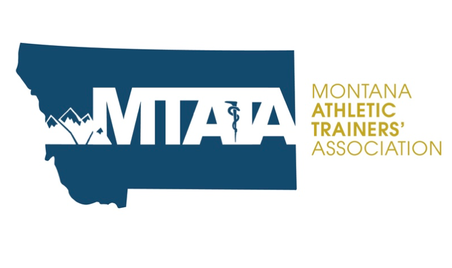 MTATA
MONTANA
ATHLETIC
TRAINERS'
ASSOCIATION